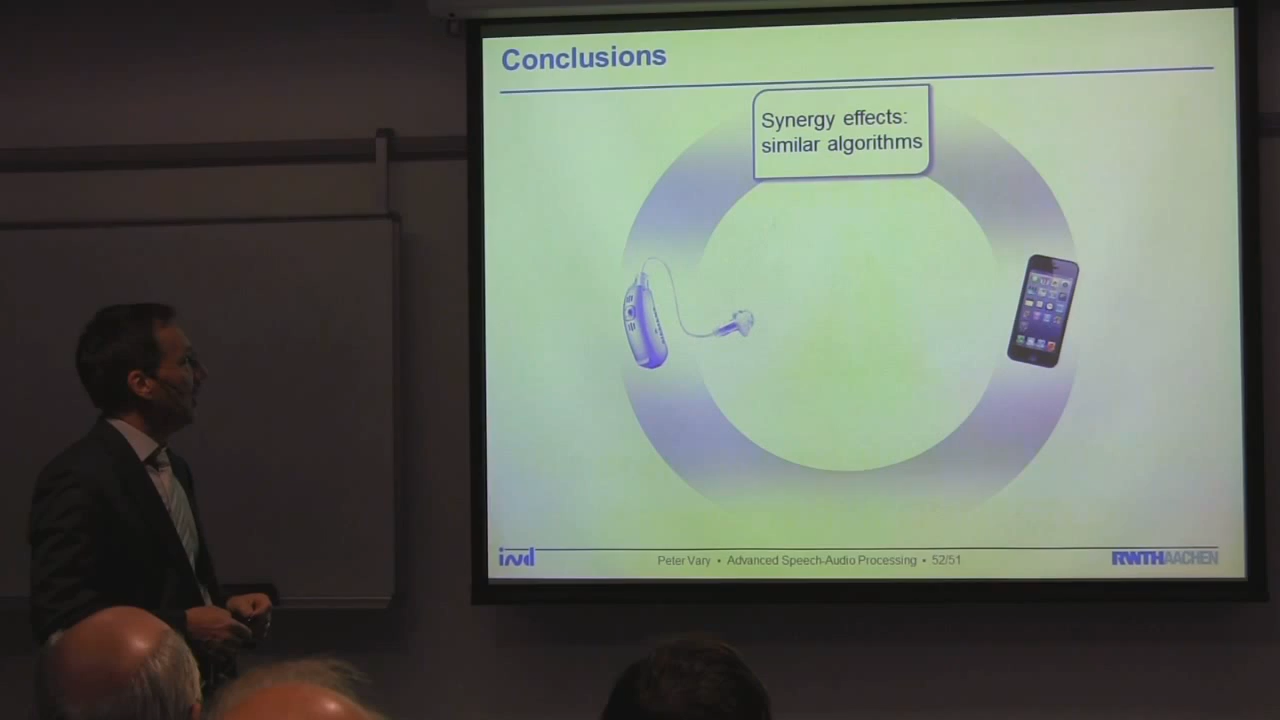 Conclusions
Synergy effects:
similar algorithms
ind
Peter Vary • Advanced Speech-Audio Processing • 52/51
RWTHAACHEN